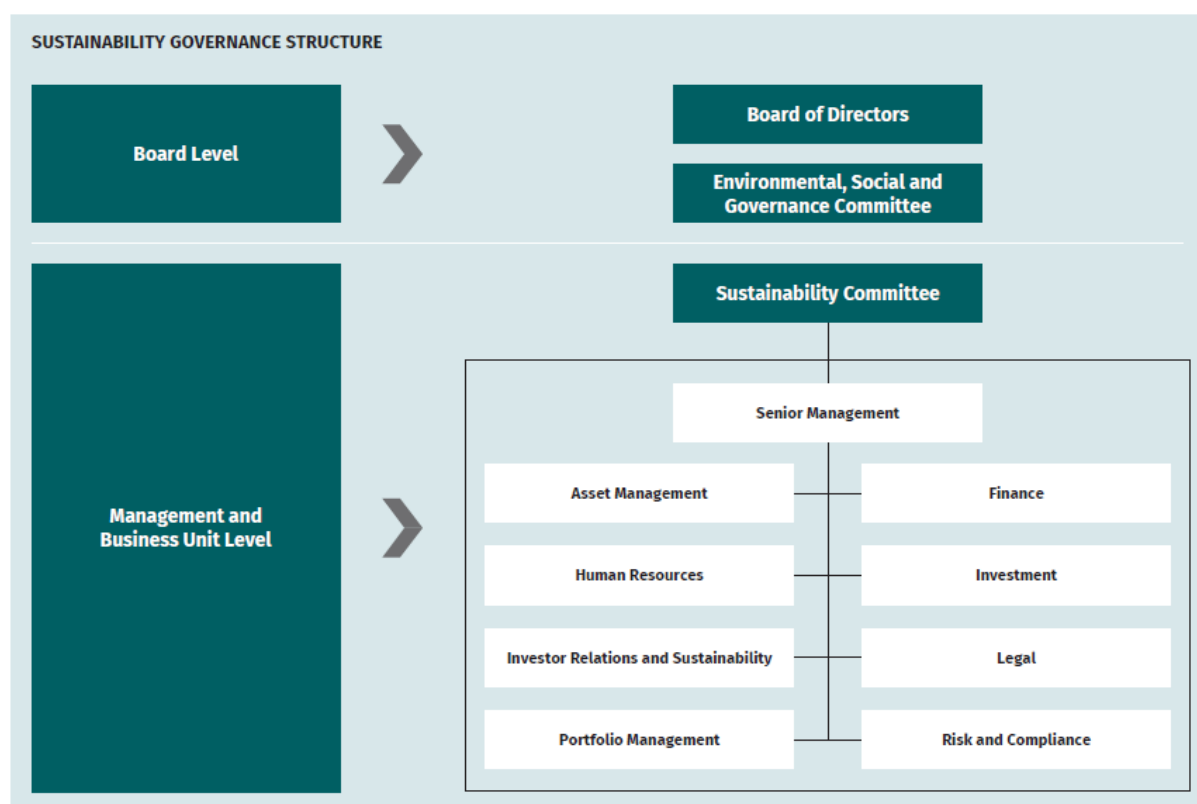 SUSTAINABILITY GOVERNANCE STRUCTURE
Board Level
Board of Directors
Environmental, Social and
Governance Committee
Management and
Business Unit Level
Sustainability Committee
Senior Management
Asset Management
Finance
Human Resources
Investment
Investor Relations and Sustainability
Legal
Portfolio Management
Risk and Compliance